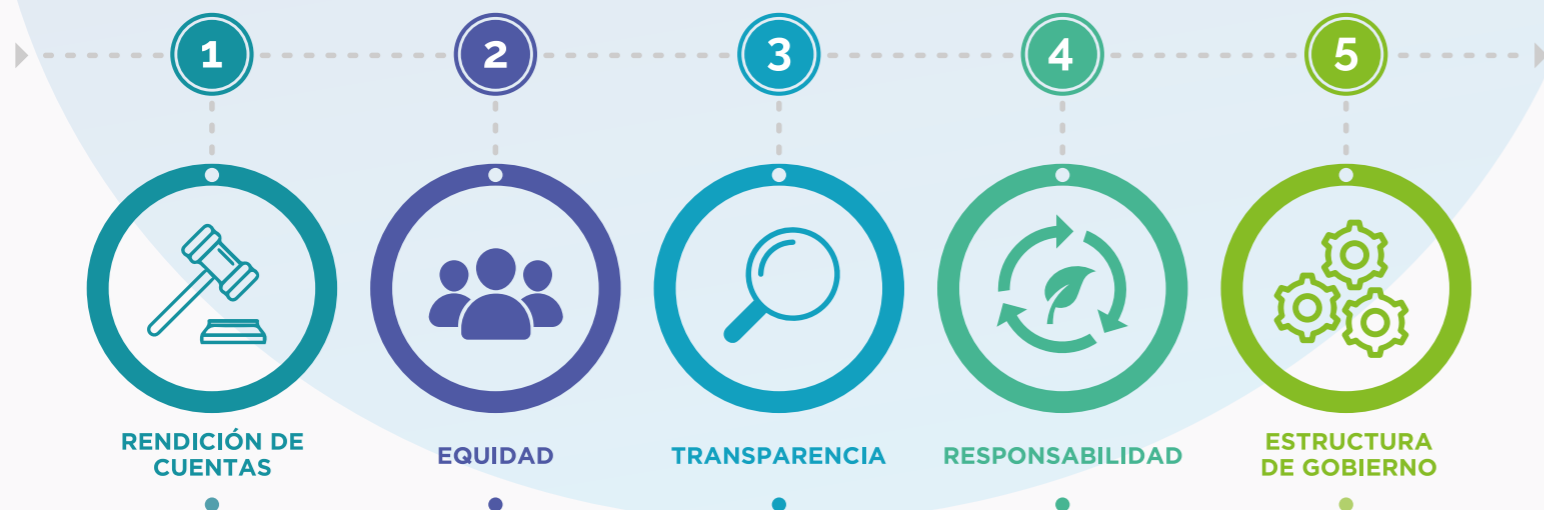 1
2
3
4
5
RENDICIÓN DE
CUENTAS
EQUIDAD
TRANSPARENCIA
RESPONSABILIDAD
ESTRUCTURA
DE GOBIERNO